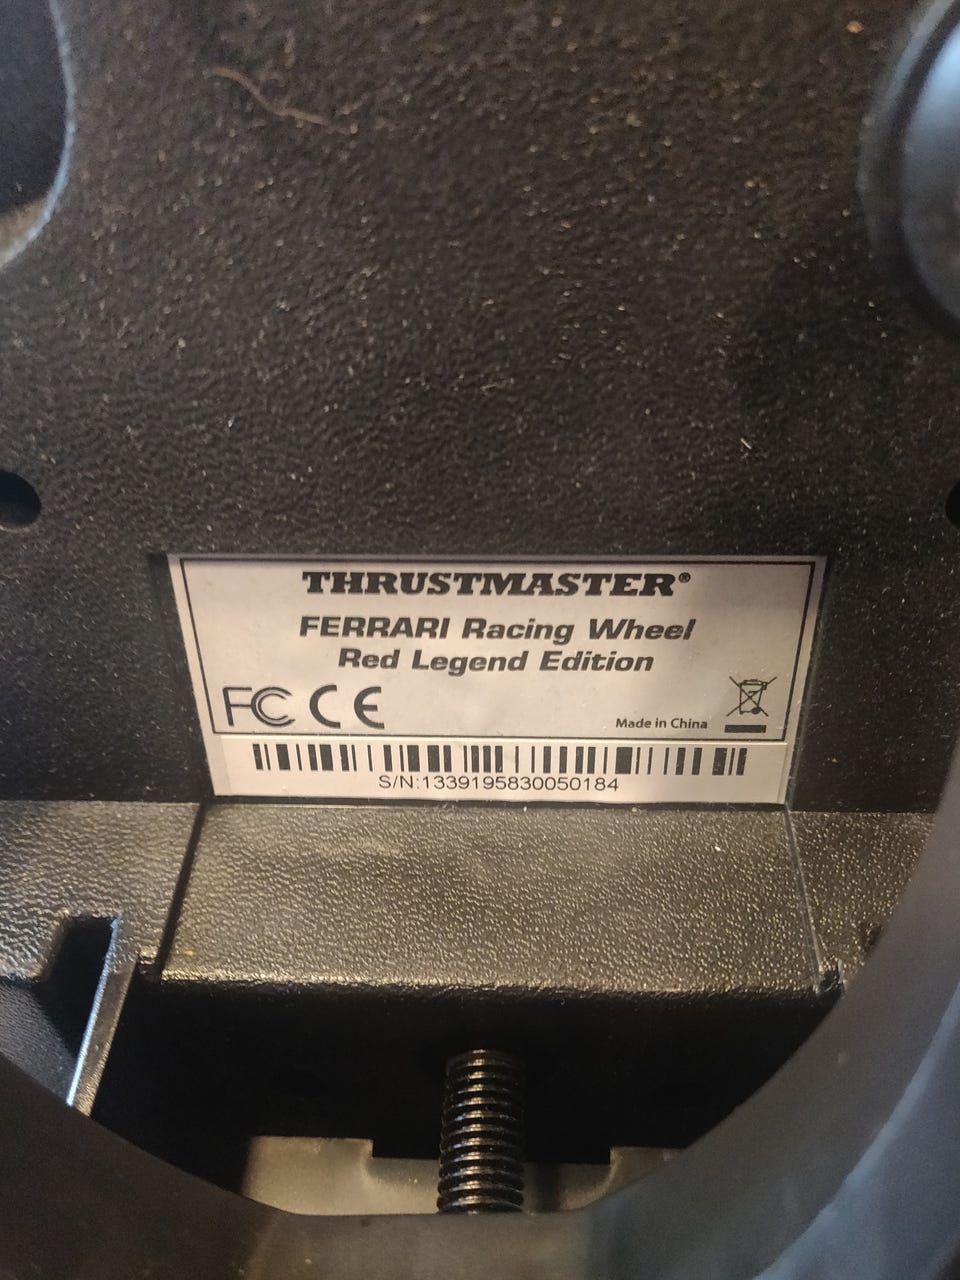 THRUSTMASTER®
FERRARI Racing Wheel
Red Legend Edition
FC CE
Made in China
S/N:1339195830050184